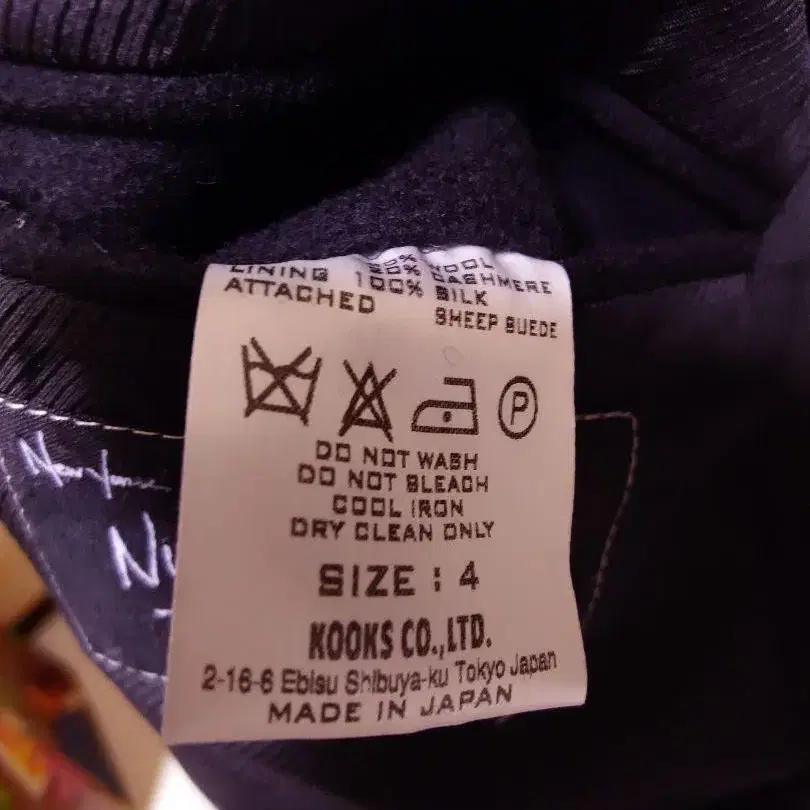 % WOOL
LINING 20% CASHMERE
ATTACHED 100% SILK
SHEEP SUEDE
P
DO NOT WASH
DO NOT BLEACH
COOL IRON
DRY CLEAN ONLY
SIZE : 4
KOOKS CO.,LTD.
2-16-6 Ebisu Shibuya-ku Tokyo Japan
MADE IN JAPAN
New York